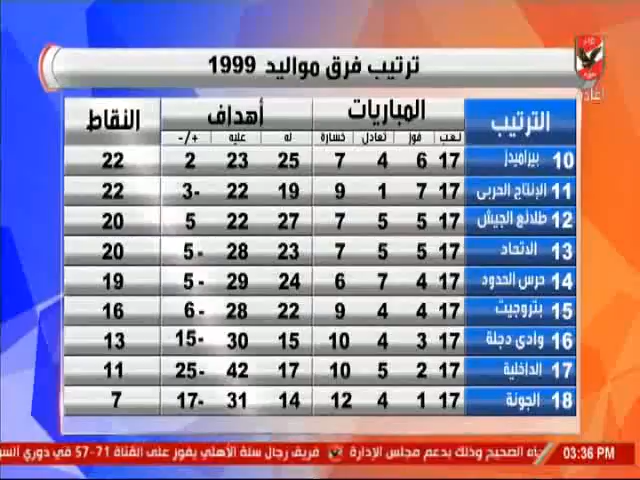 ترتيب فرق مواليد 1999
إعادة
الترتيب المباريات أهداف النقاط
لعب فوز تعادل خسارة له عليه +/-
10 بيراميدز 17 6 4 7 25 23 2 22
11 الإنتاج الحربى 17 7 1 9 19 22 3- 22
12 طلائع الجيش 17 5 5 7 27 22 5 20
13 الاتحاد 17 5 5 7 23 28 5- 20
14 حرس الحدود 17 4 7 6 24 29 5- 19
15 بتروجيت 17 4 4 9 22 28 6- 16
16 وادى دجلة 17 3 4 10 15 30 15- 13
17 الداخلية 17 2 5 10 17 42 25- 11
18 الجونة 17 1 4 12 14 31 17- 7
الصحيح وذلك بدعم مجلس الإدارة فريق رجال سلة الأهلي يفوز على القناة 71-57 في دوري
03:36 PM